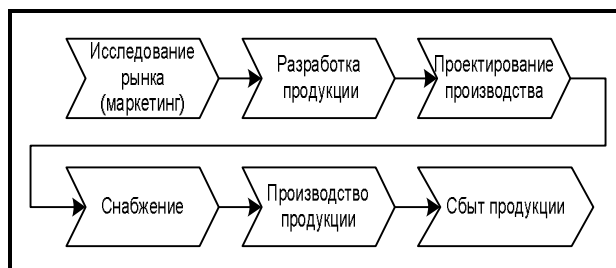 Исследование
рынка
(маркетинг)
Разработка
продукции
Проектирование
производства
Снабжение
Производство
продукции
Сбыт продукции